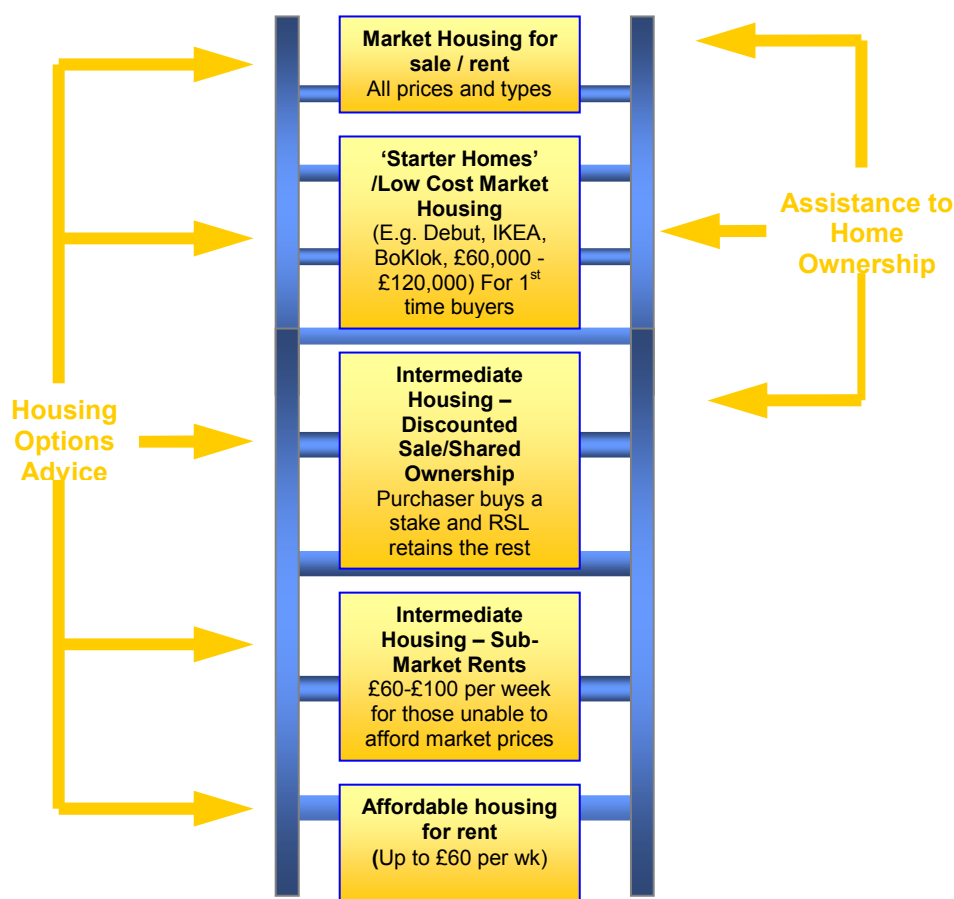 Market Housing for
sale / rent
All prices and types
‘Starter Homes’
/Low Cost Market
Housing
(E.g. Debut, IKEA,
BoKlok, £60,000 -
£120,000) For 1st
time buyers
Assistance to
Home
Ownership
Intermediate
Housing –
Discounted
Sale/Shared
Ownership
Purchaser buys a
stake and RSL
retains the rest
Housing
Options
Advice
Intermediate
Housing – Sub-
Market Rents
£60-£100 per week
for those unable to
afford market prices
Affordable housing
for rent
(Up to £60 per wk)